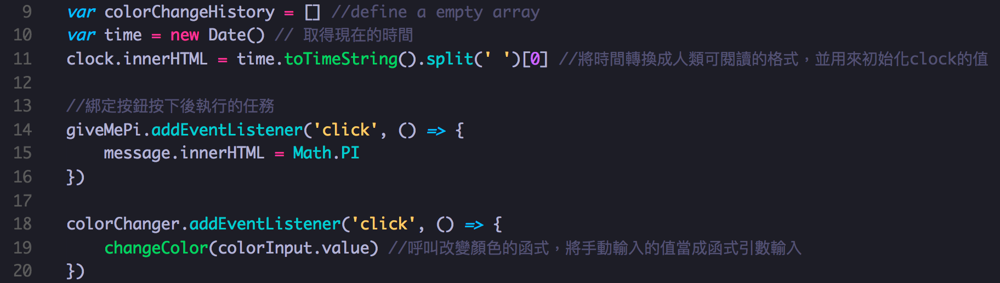 9 var colorChangeHistory = [] //define a empty array
10 var time = new Date() // 取得現在的時間
11 clock.innerHTML = time.toTimeString().split(' ')[0] //將時間轉換成人類可閱讀的格式，並用來初始化clock的值
12
13 //綁定按鈕按下後執行的任務
14 giveMePi.addEventListener('click', () => {
15     message.innerHTML = Math.PI
16 })
17
18 colorChanger.addEventListener('click', () => {
19     changeColor(colorInput.value) //呼叫改變顏色的函式，將手動輸入的值當成函式引數輸入
20 })